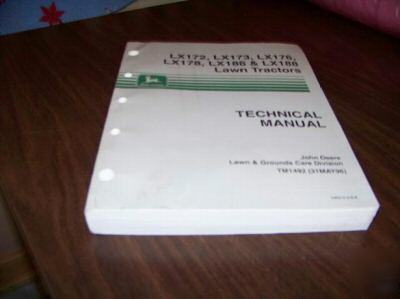 LX172, LX173, LX176,
LX178, LX186 & LX188
Lawn Tractors
TECHNICAL
MANUAL
John Deere
Lawn & Grounds Care Division
TM1492 (31MAY96)